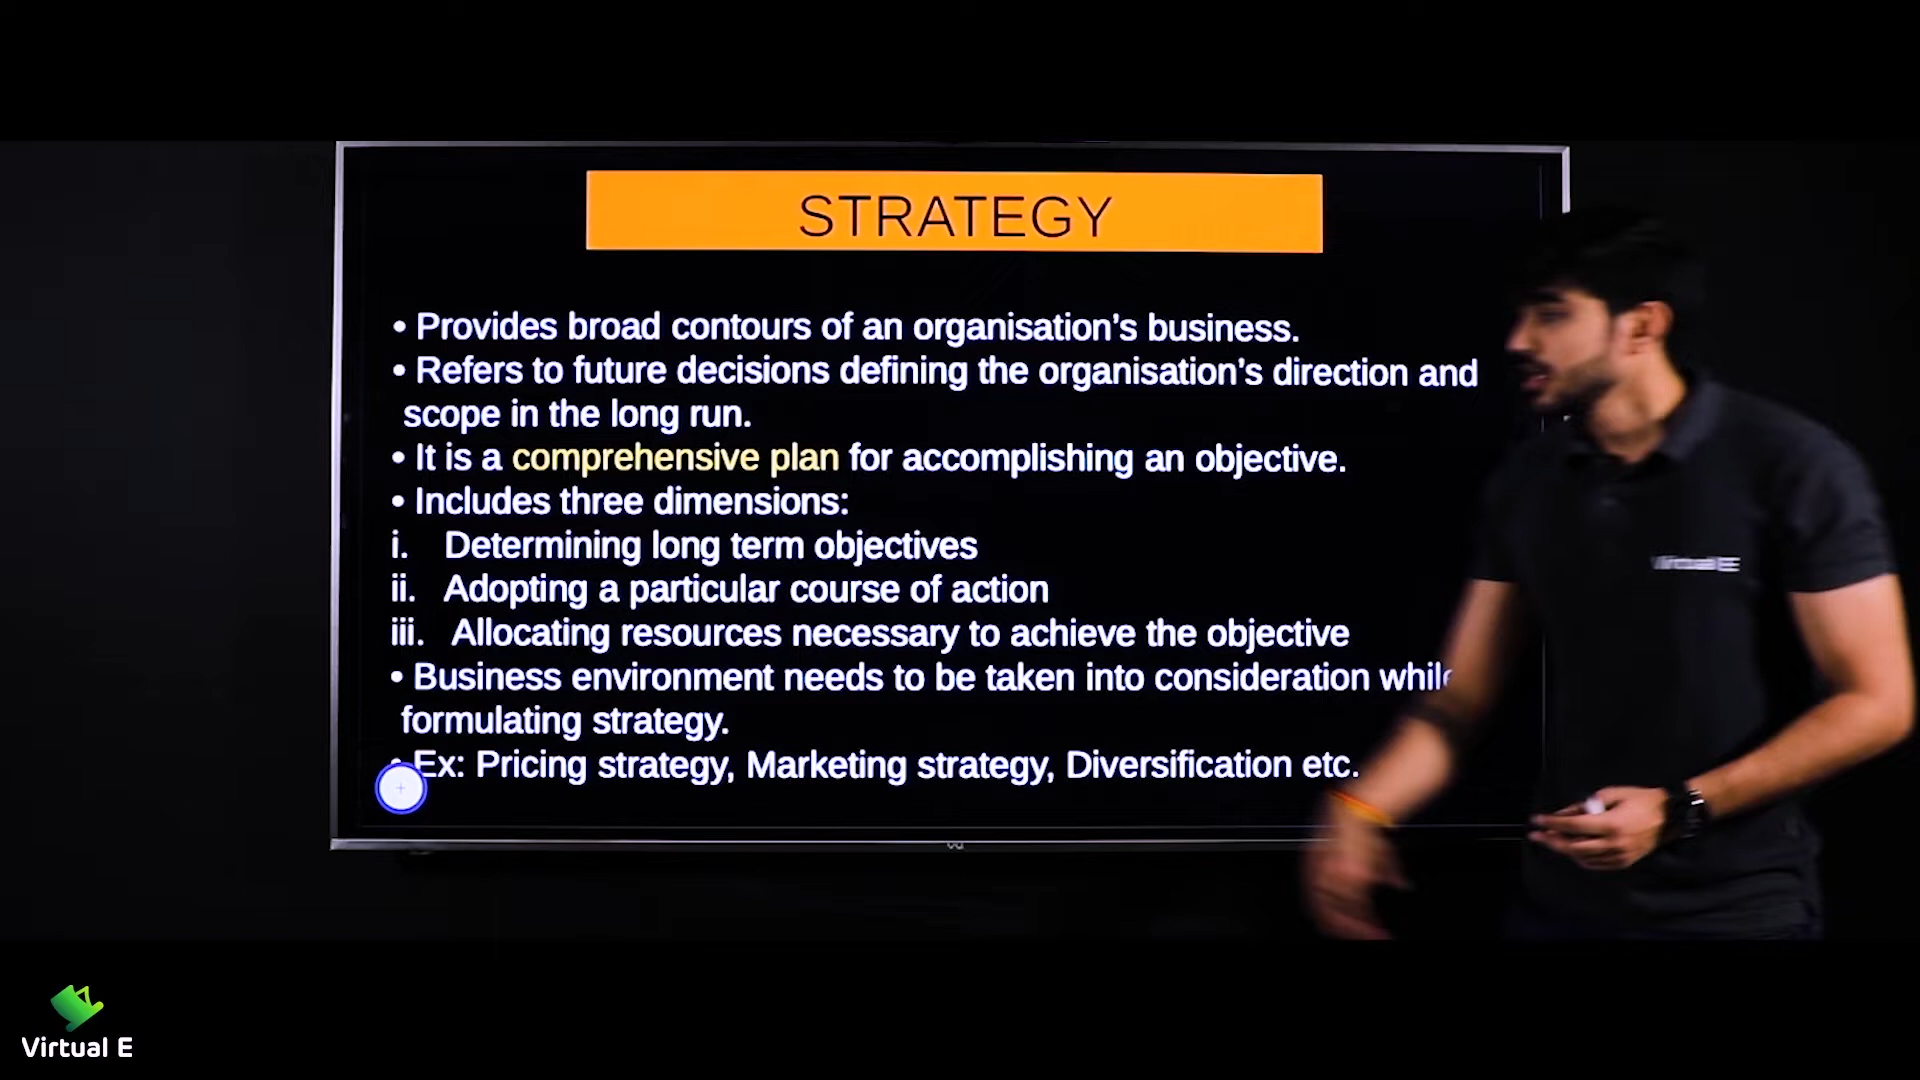 STRATEGY
• Provides broad contours of an organisation's business.
• Refers to future decisions defining the organisation's direction and
scope in the long run.
• It is a comprehensive plan for accomplishing an objective.
• Includes three dimensions:
i. Determining long term objectives
ii. Adopting a particular course of action
iii. Allocating resources necessary to achieve the objective
• Business environment needs to be taken into consideration while
formulating strategy.
• Ex: Pricing strategy, Marketing strategy, Diversification etc.
Virtual E
Virtual E